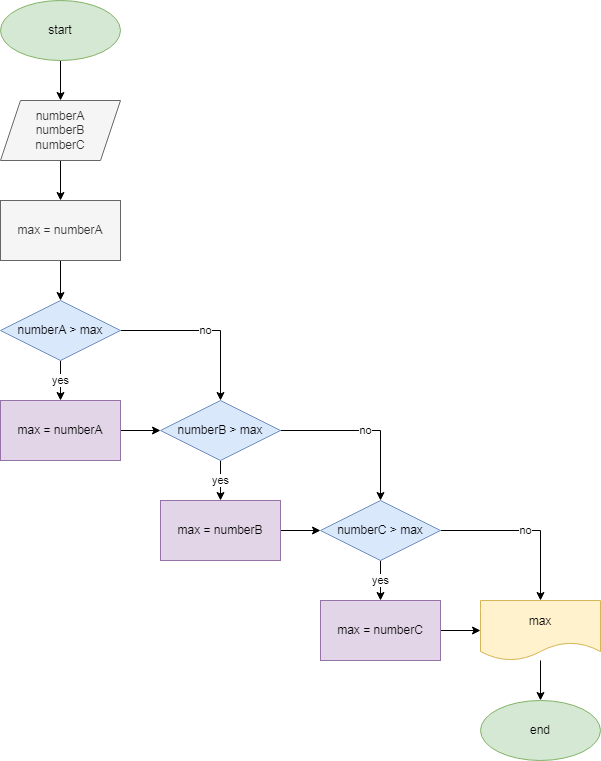 start
numberA
numberB
numberC
max = numberA
numberA > max
no
yes
max = numberA
numberB > max
no
yes
max = numberB
numberC > max
no
yes
max = numberC
max
end